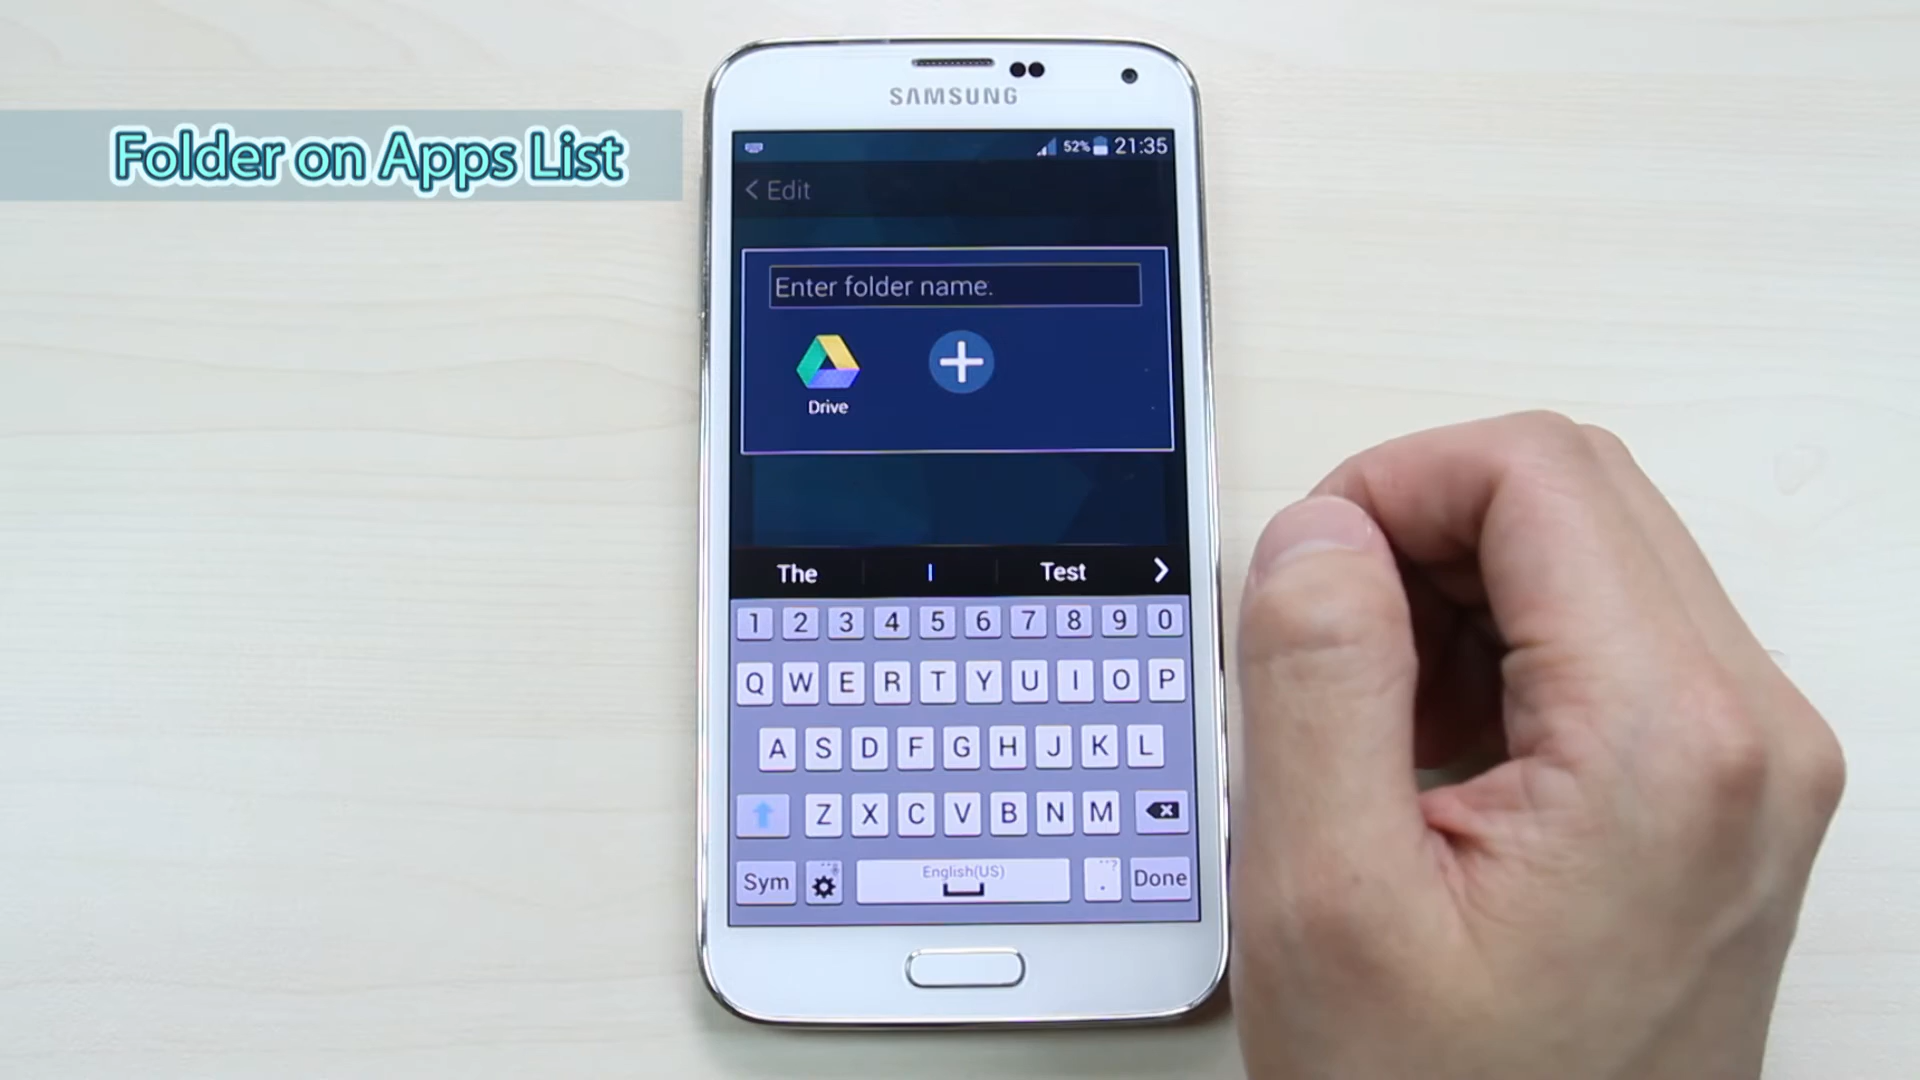 Folder on Apps List
SAMSUNG
52% 21:35
< Edit
Enter folder name.
Drive
The I Test
1 2 3 4 5 6 7 8 9 0
Q W E R T Y U I O P
A S D F G H J K L
Z X C V B N M
Sym English(US) . Done